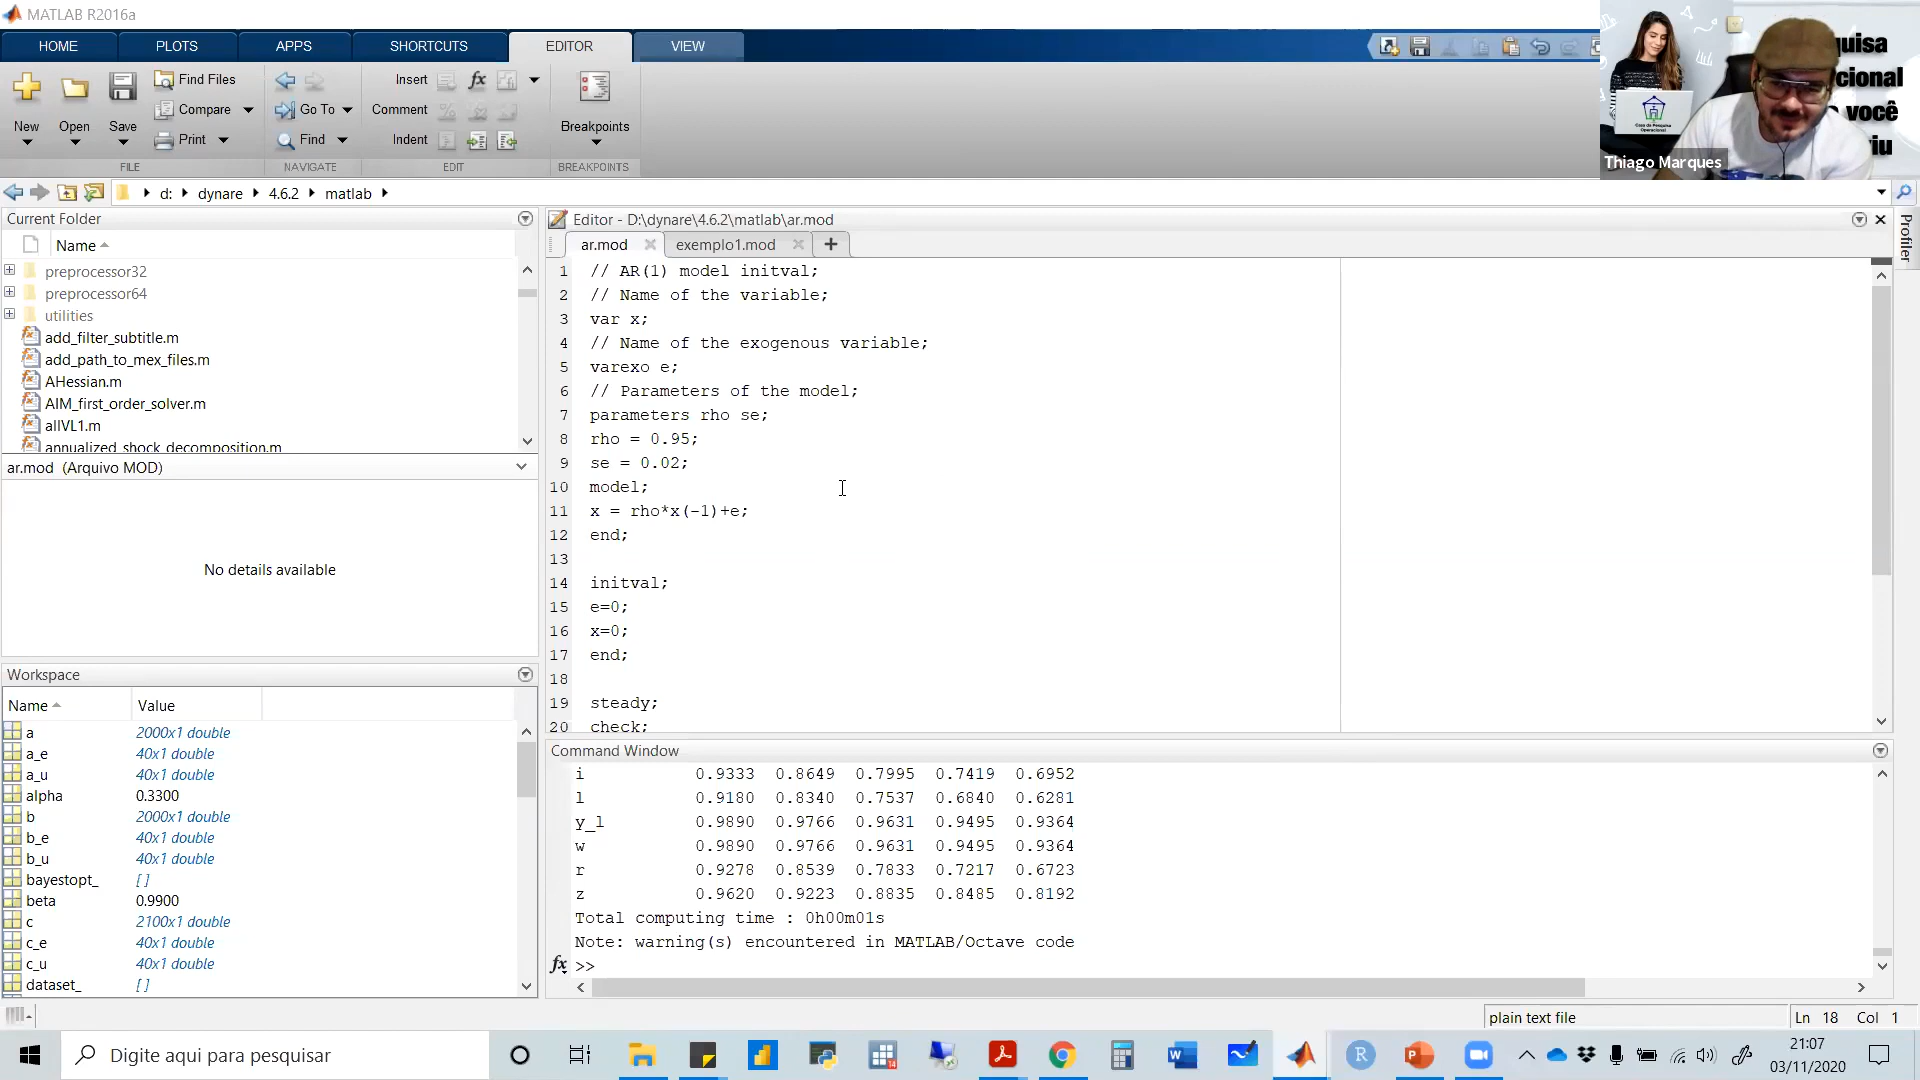 MATLAB R2016a
HOME
PLOTS
APPS
SHORTCUTS
EDITOR
VIEW
New
Open
Save
Find Files
Compare
Print
FILE
Go To
Find
NAVIGATE
Insert
fx
Comment
Indent
EDIT
Breakpoints
BREAKPOINTS
uisa
cional
você
iu
Casa da Pesquisa
Operacional
Thiago Marques
d:
dynare
4.6.2
matlab
Current Folder
Name
preprocessor32
preprocessor64
utilities
add_filter_subtitle.m
add_path_to_mex_files.m
AHessian.m
AIM_first_order_solver.m
allVL1.m
annualized_shock_decomposition.m
ar.mod (Arquivo MOD)
No details available
Workspace
Name Value
a 2000x1 double
a_e 40x1 double
a_u 40x1 double
alpha 0.3300
b 2000x1 double
b_e 40x1 double
b_u 40x1 double
bayestopt_ []
beta 0.9900
c 2100x1 double
c_e 40x1 double
c_u 40x1 double
dataset_ []
Editor - D:\dynare\4.6.2\matlab\ar.mod
Profiler
ar.mod
exemplo1.mod
1 // AR(1) model initval;
2 // Name of the variable;
3 var x;
4 // Name of the exogenous variable;
5 varexo e;
6 // Parameters of the model;
7 parameters rho se;
8 rho = 0.95;
9 se = 0.02;
10 model;
11 x = rho*x(-1)+e;
12 end;
13
14 initval;
15 e=0;
16 x=0;
17 end;
18
19 steady;
20 check;
Command Window
i 0.9333 0.8649 0.7995 0.7419 0.6952
l 0.9180 0.8340 0.7537 0.6840 0.6281
y_l 0.9890 0.9766 0.9631 0.9495 0.9364
w 0.9890 0.9766 0.9631 0.9495 0.9364
r 0.9278 0.8539 0.7833 0.7217 0.6723
z 0.9620 0.9223 0.8835 0.8485 0.8192
Total computing time : 0h00m01s
Note: warning(s) encountered in MATLAB/Octave code
fx >>
plain text file
Ln 18 Col 1
Digite aqui para pesquisar
21:07
03/11/2020